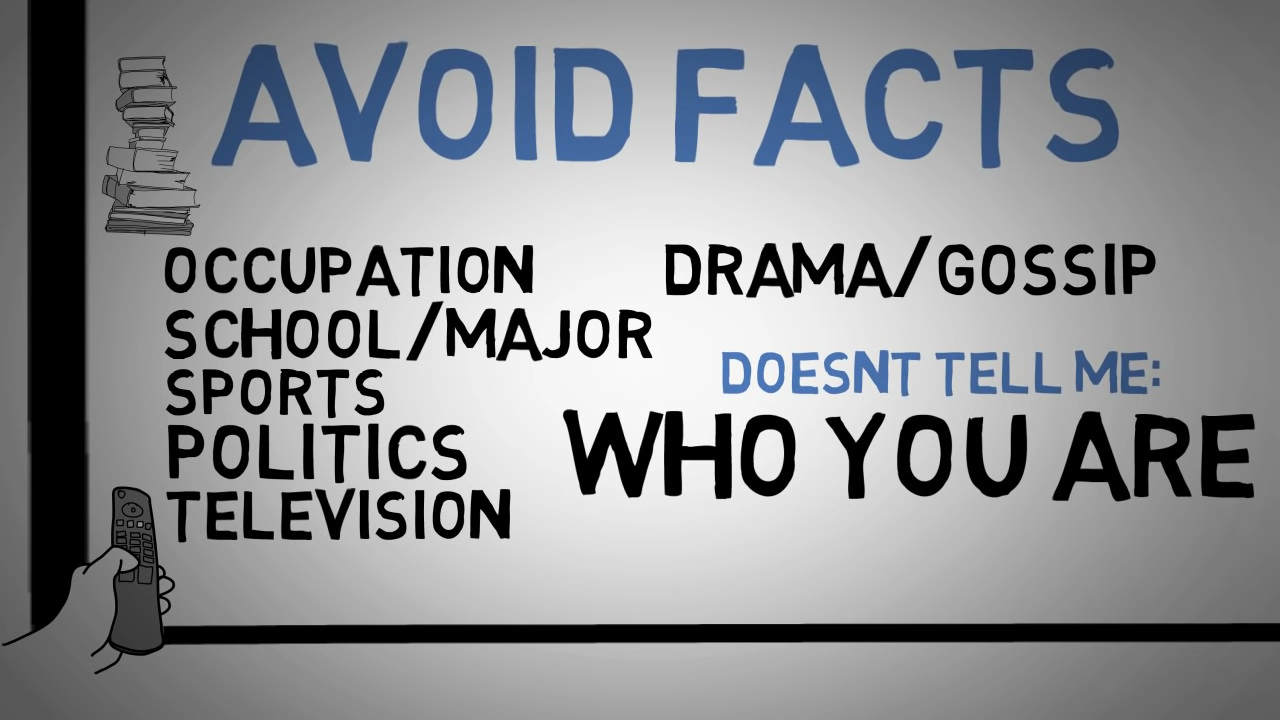 AVOID FACTS
OCCUPATION
SCHOOL/MAJOR
SPORTS
POLITICS
TELEVISION
DRAMA/GOSSIP
DOESNT TELL ME:
WHO YOU ARE